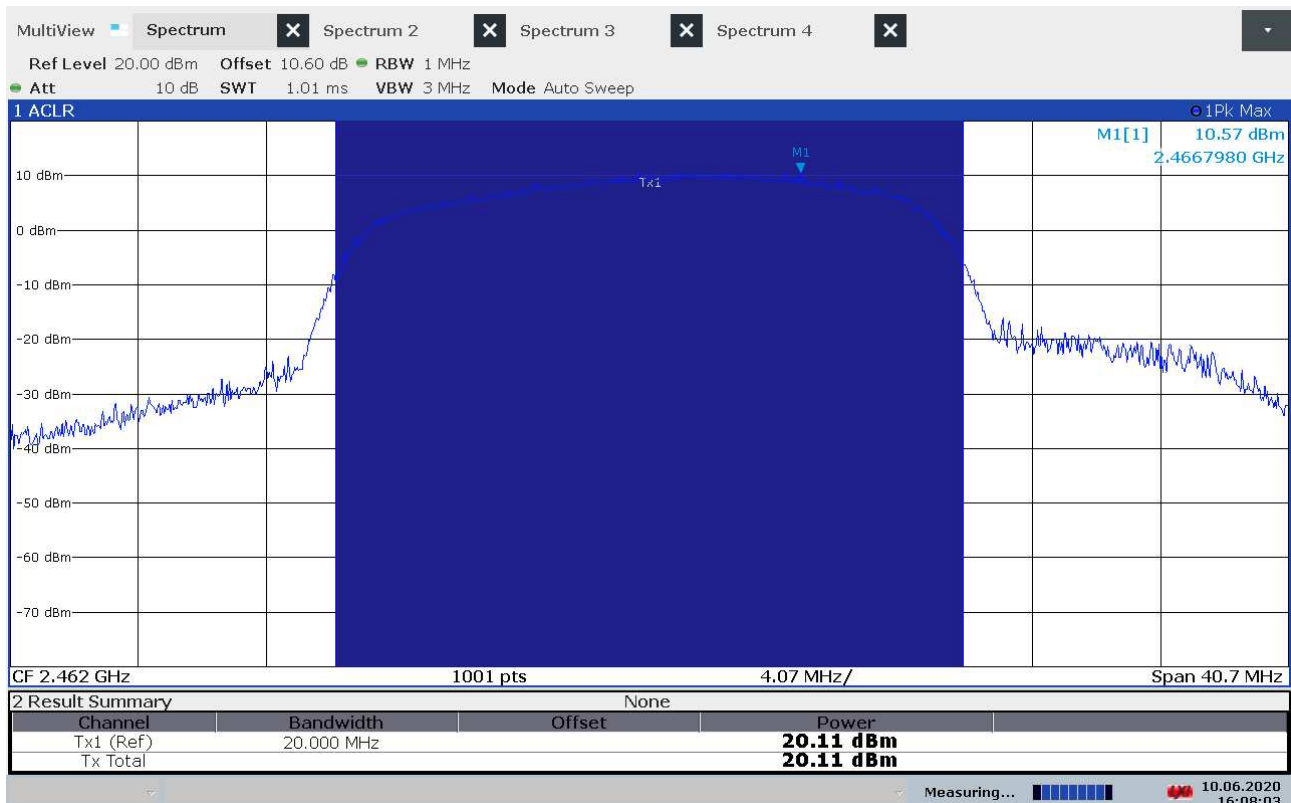 MultiView Spectrum Spectrum 2 Spectrum 3 Spectrum 4
Ref Level 20.00 dBm Offset 10.60 dB RBW 1 MHz
Att 10 dB SWT 1.01 ms VBW 3 MHz Mode Auto Sweep
1 ACLR 1Pk Max
M1[1] 10.57 dBm
2.4667980 GHz
M1
10 dBm
Tx1
0 dBm
-10 dBm
-20 dBm
-30 dBm
-40 dBm
-50 dBm
-60 dBm
-70 dBm
CF 2.462 GHz 1001 pts 4.07 MHz/ Span 40.7 MHz
2 Result Summary None
Channel Bandwidth Offset Power
Tx1 (Ref) 20.000 MHz 20.11 dBm
Tx Total 20.11 dBm
Measuring... 10.06.2020
16:08:03